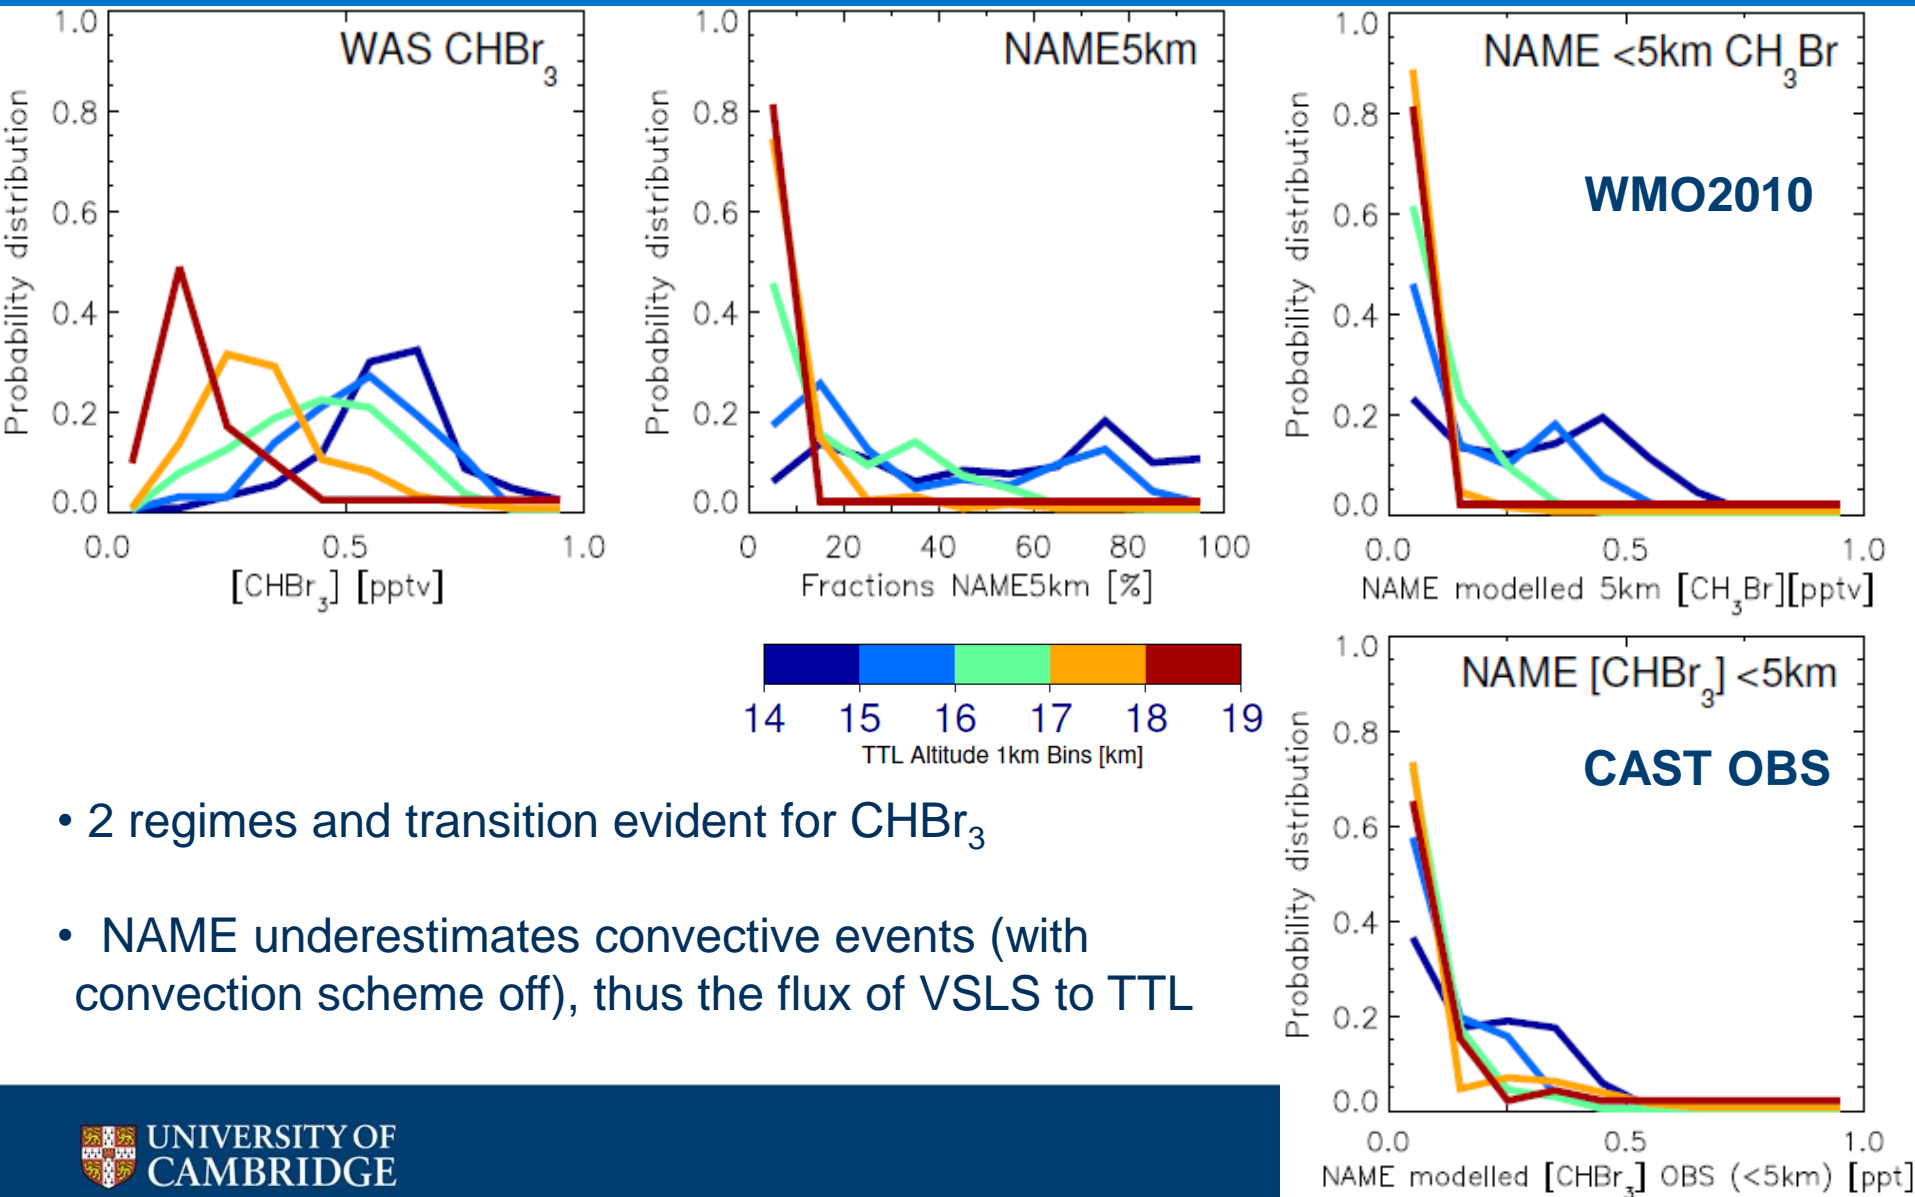 WAS CHBr3
Probability distribution
1.0
0.8
0.6
0.4
0.2
0.0
0.0 0.5 1.0
[CHBr3] [pptv]
NAME5km
Probability distribution
1.0
0.8
0.6
0.4
0.2
0.0
0 20 40 60 80 100
Fractions NAME5km [%]
NAME <5km CH3Br
WMO2010
Probability distribution
1.0
0.8
0.6
0.4
0.2
0.0
0.0 0.5 1.0
NAME modelled 5km [CH3Br][pptv]
14 15 16 17 18 19
TTL Altitude 1km Bins [km]
NAME [CHBr3] <5km
CAST OBS
Probability distribution
1.0
0.8
0.6
0.4
0.2
0.0
0.0 0.5 1.0
NAME modelled [CHBr3] OBS (<5km) [ppt]
• 2 regimes and transition evident for CHBr3
• NAME underestimates convective events (with
convection scheme off), thus the flux of VSLS to TTL
UNIVERSITY OF
CAMBRIDGE